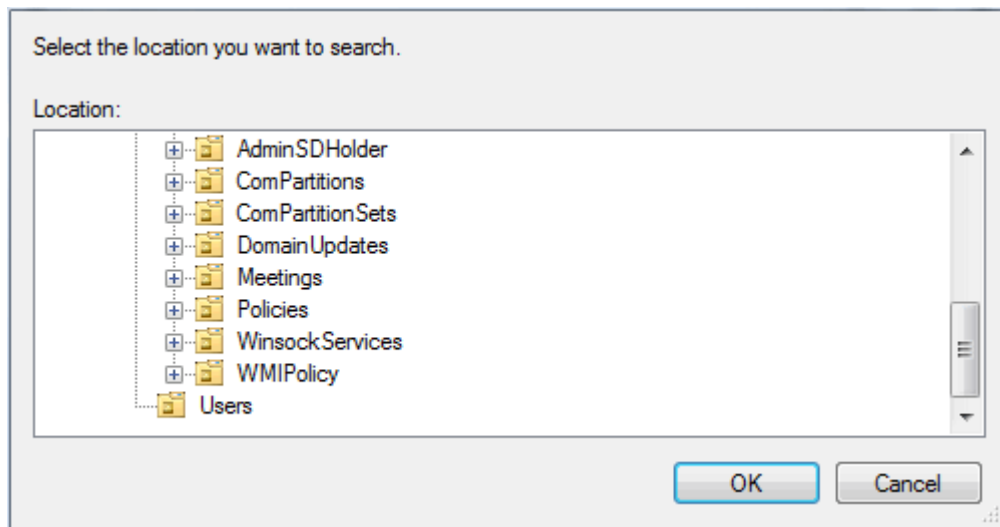 Select the location you want to search.
Location:
AdminSDHolder
ComPartitions
ComPartitionSets
DomainUpdates
Meetings
Policies
WinsockServices
WMIPolicy
Users
OK Cancel